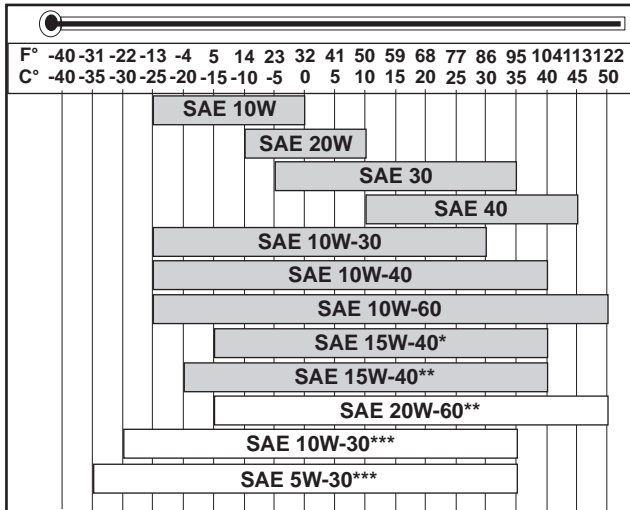 F° -40 -31 -22 -13 -4 5 14 23 32 41 50 59 68 77 86 95 104 113 122
C° -40 -35 -30 -25 -20 -15 -10 -5 0 5 10 15 20 25 30 35 40 45 50
SAE 10W
SAE 20W
SAE 30
SAE 40
SAE 10W-30
SAE 10W-40
SAE 10W-60
SAE 15W-40*
SAE 15W-40**
SAE 20W-60**
SAE 10W-30***
SAE 5W-30***